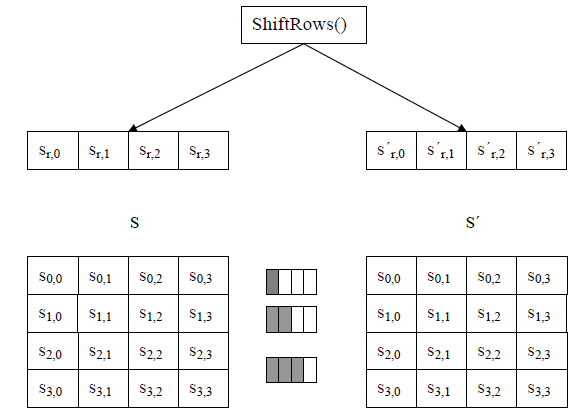 ShiftRows()
Sr,0 Sr,1 Sr,2 Sr,3 S´r,0 S´r,1 S´r,2 S´r,3
S S´
S0,0 S0,1 S0,2 S0,3 S0,0 S0,1 S0,2 S0,3
S1,0 S1,1 S1,2 S1,3 S1,0 S1,1 S1,2 S1,3
S2,0 S2,1 S2,2 S2,3 S2,0 S2,1 S2,2 S2,3
S3,0 S3,1 S3,2 S3,3 S3,0 S3,1 S3,2 S3,3